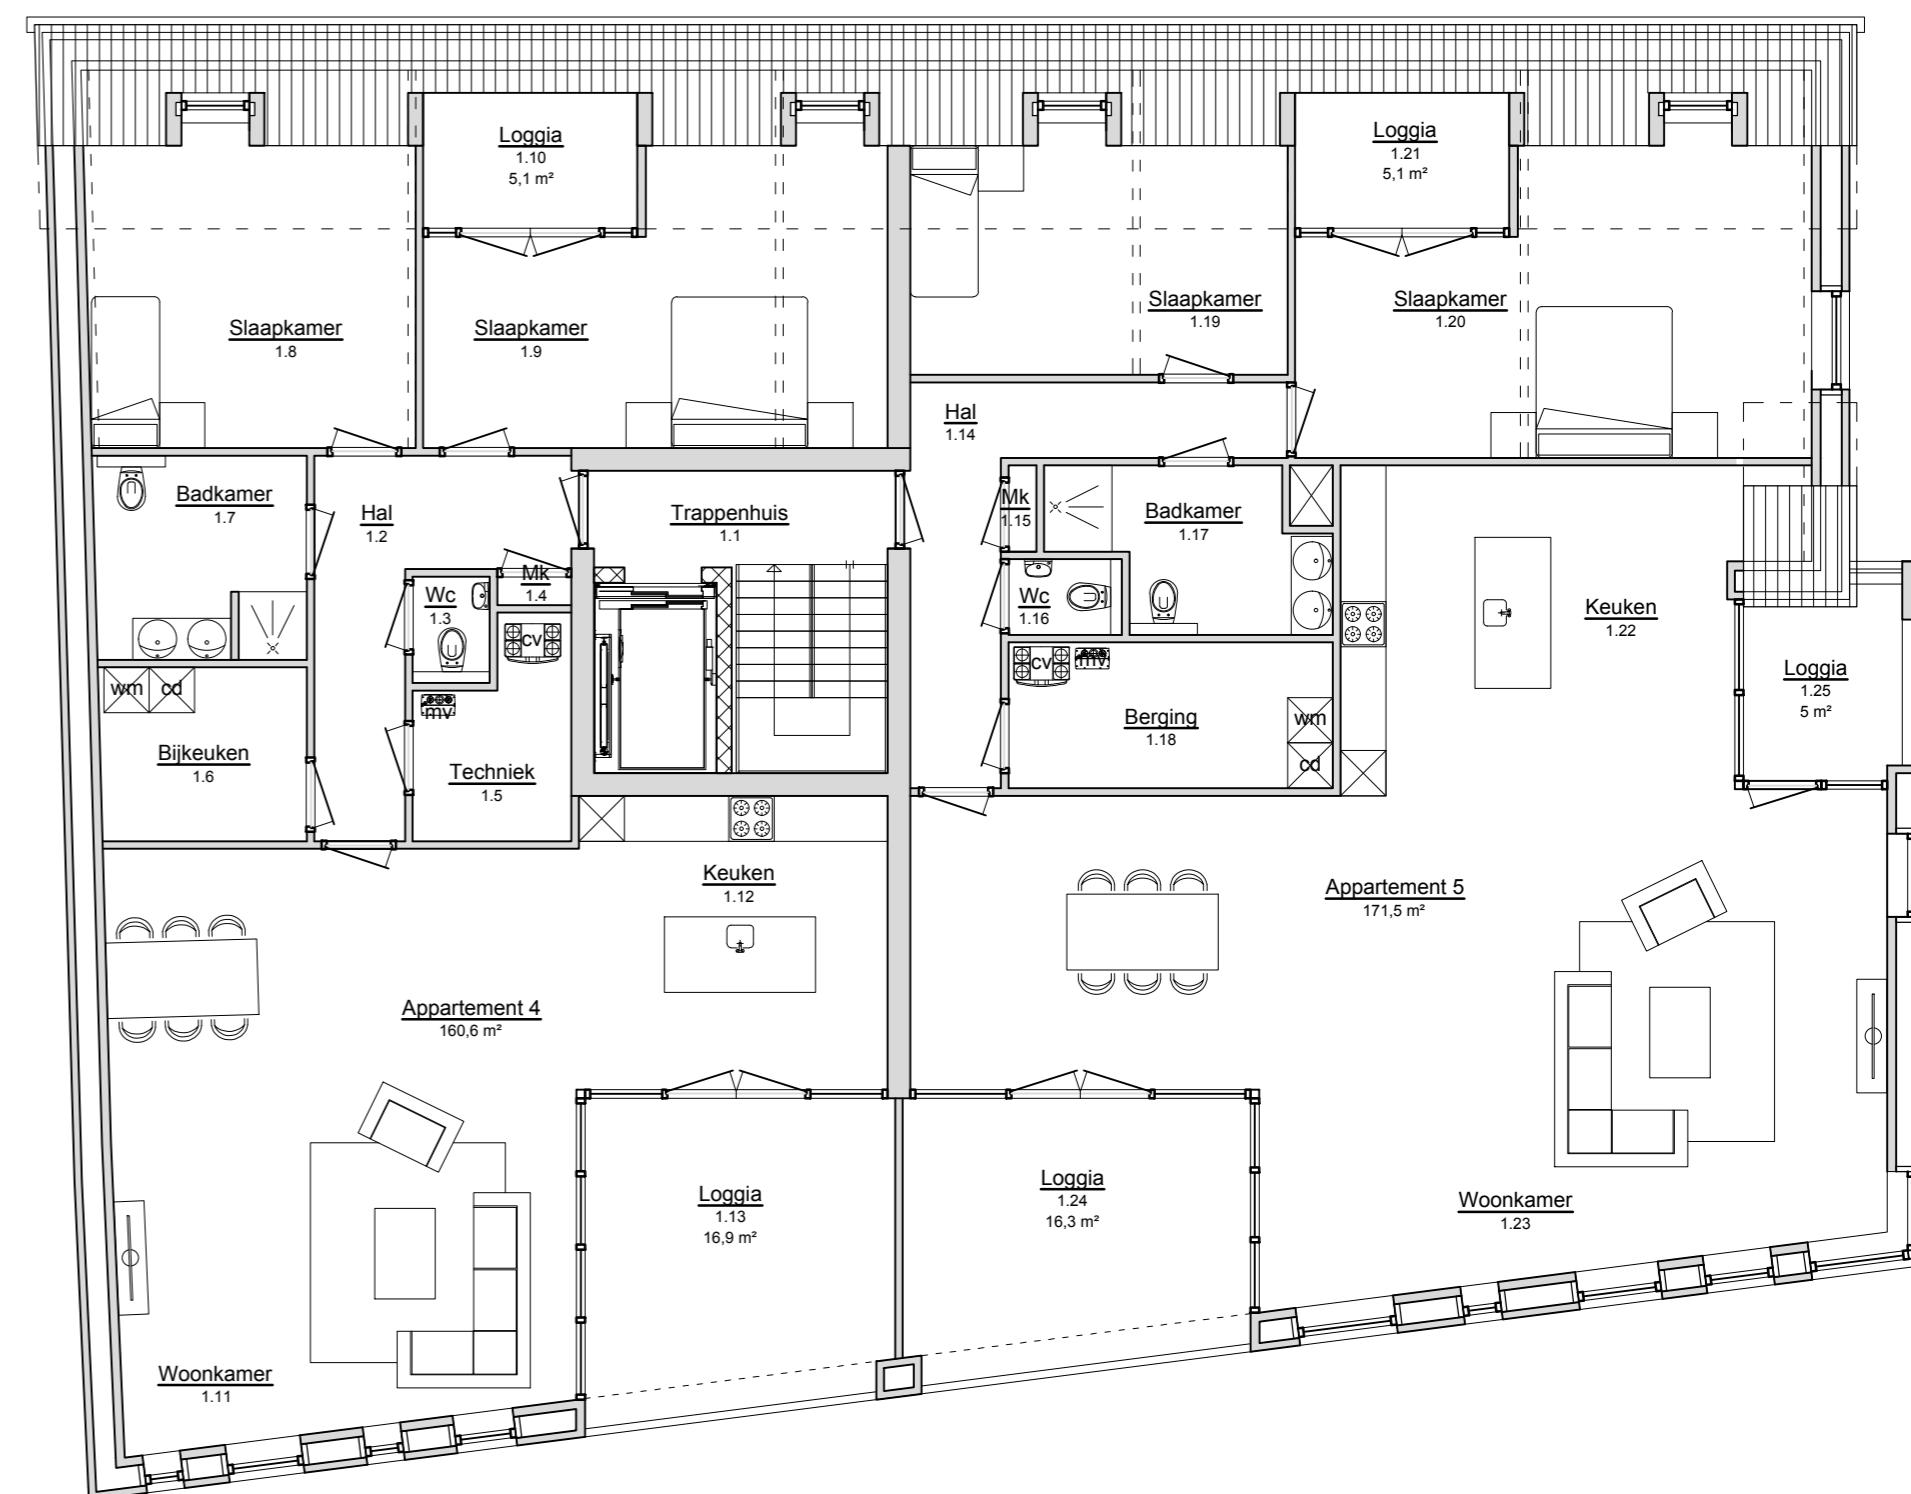 Loggia
1.10
5,1 m²
Loggia
1.21
5,1 m²
Slaapkamer
1.8
Slaapkamer
1.9
Slaapkamer
1.19
Slaapkamer
1.20
Hal
1.14
Badkamer
1.7
Hal
1.2
Trappenhuis
1.1
Mk
1.15
Badkamer
1.17
Wc
1.3
Mk
1.4
cv
Wc
1.16
Keuken
1.22
Loggia
1.25
5 m²
wm
cd
mv
cv
mv
Bijkeuken
1.6
Techniek
1.5
Berging
1.18
wm
cd
Keuken
1.12
Appartement 5
171,5 m²
Appartement 4
160,6 m²
Loggia
1.13
16,9 m²
Loggia
1.24
16,3 m²
Woonkamer
1.23
Woonkamer
1.11